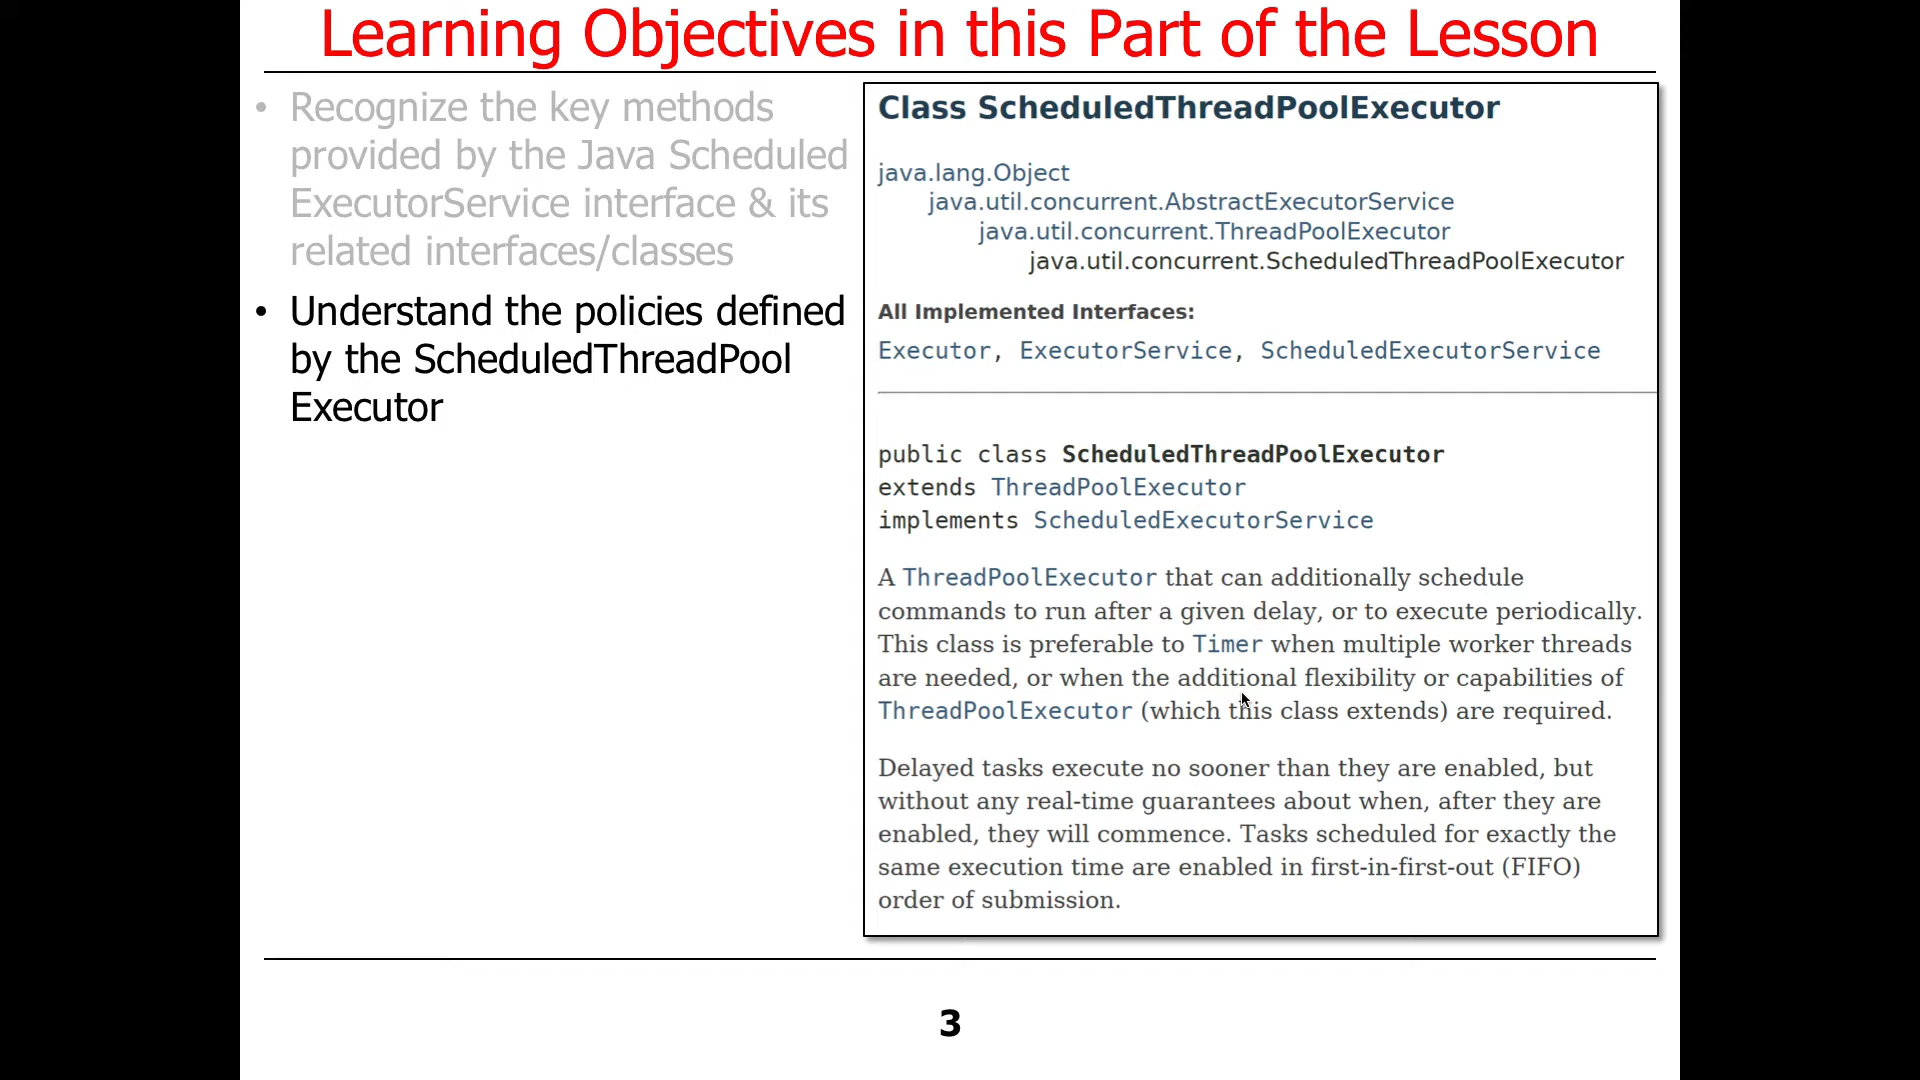 Learning Objectives in this Part of the Lesson
• Recognize the key methods
provided by the Java Scheduled
ExecutorService interface & its
related interfaces/classes
• Understand the policies defined
by the ScheduledThreadPool
Executor
Class ScheduledThreadPoolExecutor
java.lang.Object
java.util.concurrent.AbstractExecutorService
java.util.concurrent.ThreadPoolExecutor
java.util.concurrent.ScheduledThreadPoolExecutor
All Implemented Interfaces:
Executor, ExecutorService, ScheduledExecutorService
public class ScheduledThreadPoolExecutor
extends ThreadPoolExecutor
implements ScheduledExecutorService
A ThreadPoolExecutor that can additionally schedule
commands to run after a given delay, or to execute periodically.
This class is preferable to Timer when multiple worker threads
are needed, or when the additional flexibility or capabilities of
ThreadPoolExecutor (which this class extends) are required.
Delayed tasks execute no sooner than they are enabled, but
without any real-time guarantees about when, after they are
enabled, they will commence. Tasks scheduled for exactly the
same execution time are enabled in first-in-first-out (FIFO)
order of submission.
3